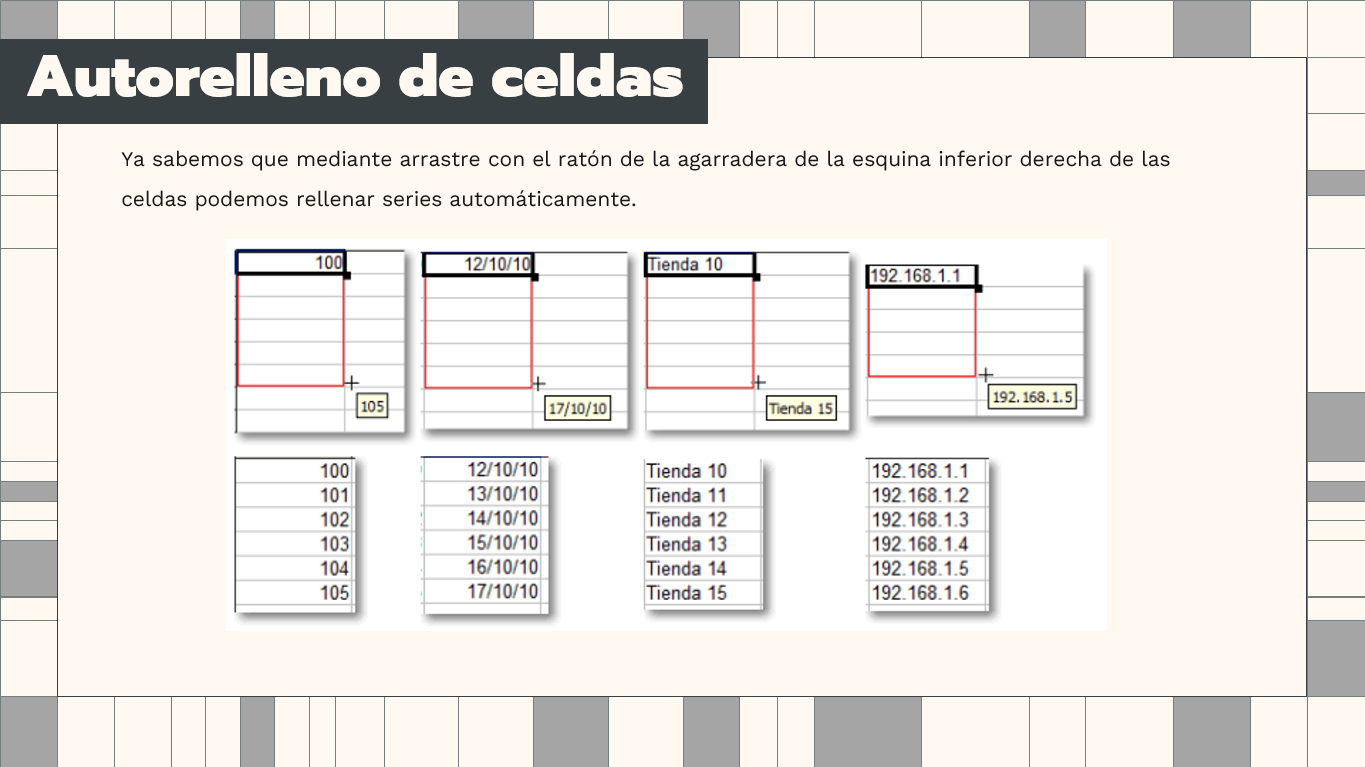 Autorelleno de celdas
Ya sabemos que mediante arrastre con el ratón de la agarradera de la esquina inferior derecha de las
celdas podemos rellenar series automáticamente.
100
105
12/10/10
17/10/10
Tienda 10
Tienda 15
192.168.1.1
192.168.1.5
100
101
102
103
104
105
12/10/10
13/10/10
14/10/10
15/10/10
16/10/10
17/10/10
Tienda 10
Tienda 11
Tienda 12
Tienda 13
Tienda 14
Tienda 15
192.168.1.1
192.168.1.2
192.168.1.3
192.168.1.4
192.168.1.5
192.168.1.6